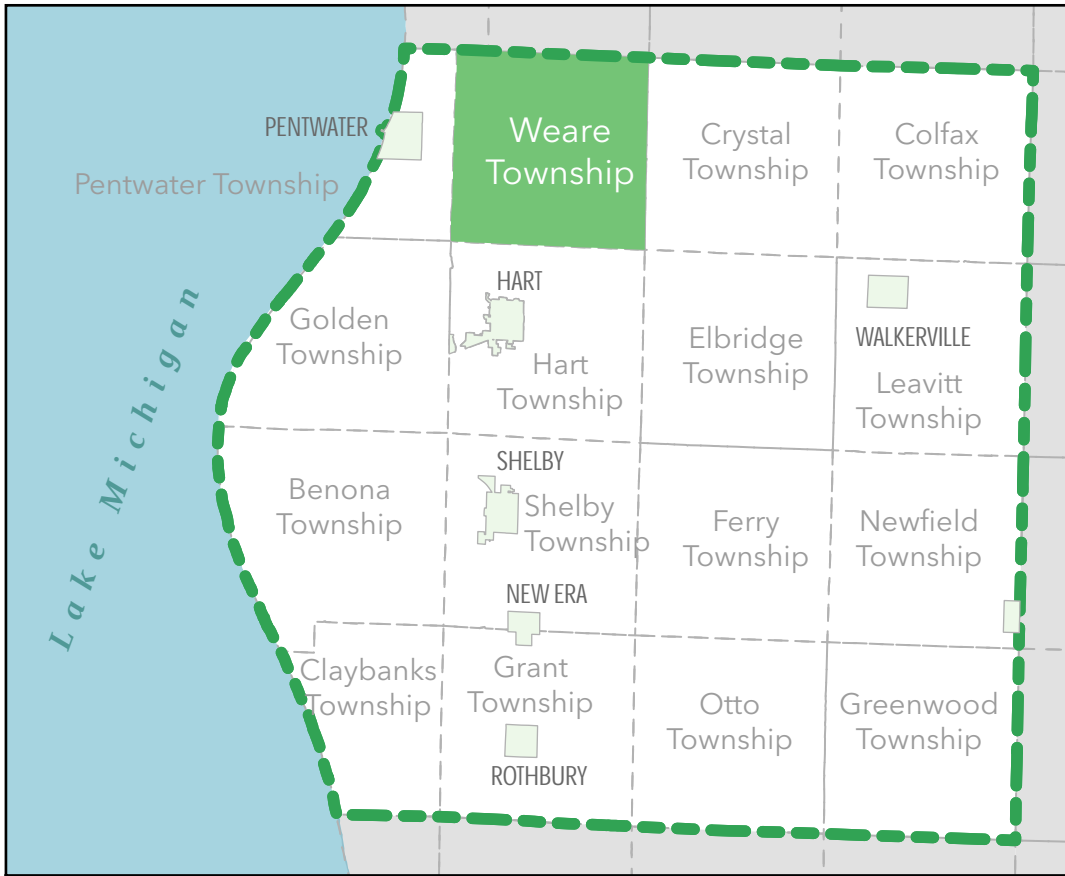 PENTWATER
Pentwater Township
Weare
Township
Crystal
Township
Colfax
Township
Lake Michigan
Golden
Township
HART
Hart
Township
Elbridge
Township
WALKERVILLE
Leavitt
Township
Benona
Township
SHELBY
Shelby
Township
Ferry
Township
Newfield
Township
NEW ERA
Claybanks
Township
Grant
Township
ROTHBURY
Otto
Township
Greenwood
Township